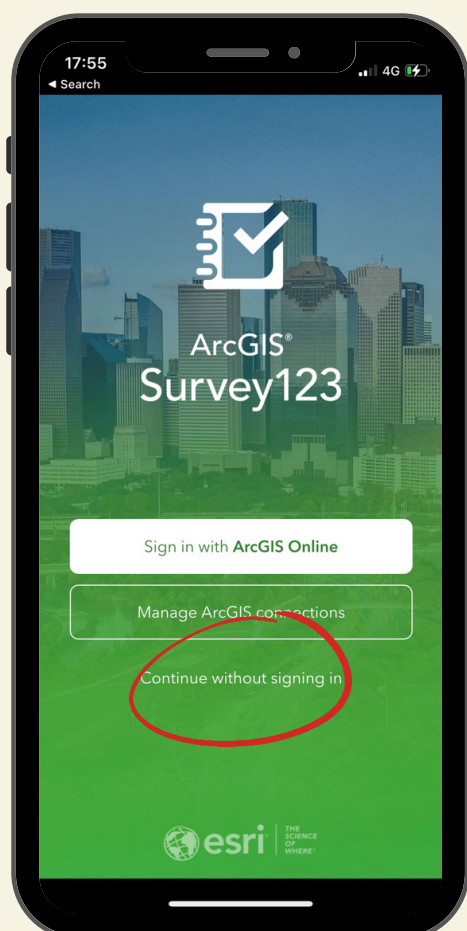 17:55
4G
◀ Search
ArcGIS®
Survey123
Sign in with ArcGIS Online
Manage ArcGIS connections
Continue without signing in
esri
THE
SCIENCE
OF
WHERE®